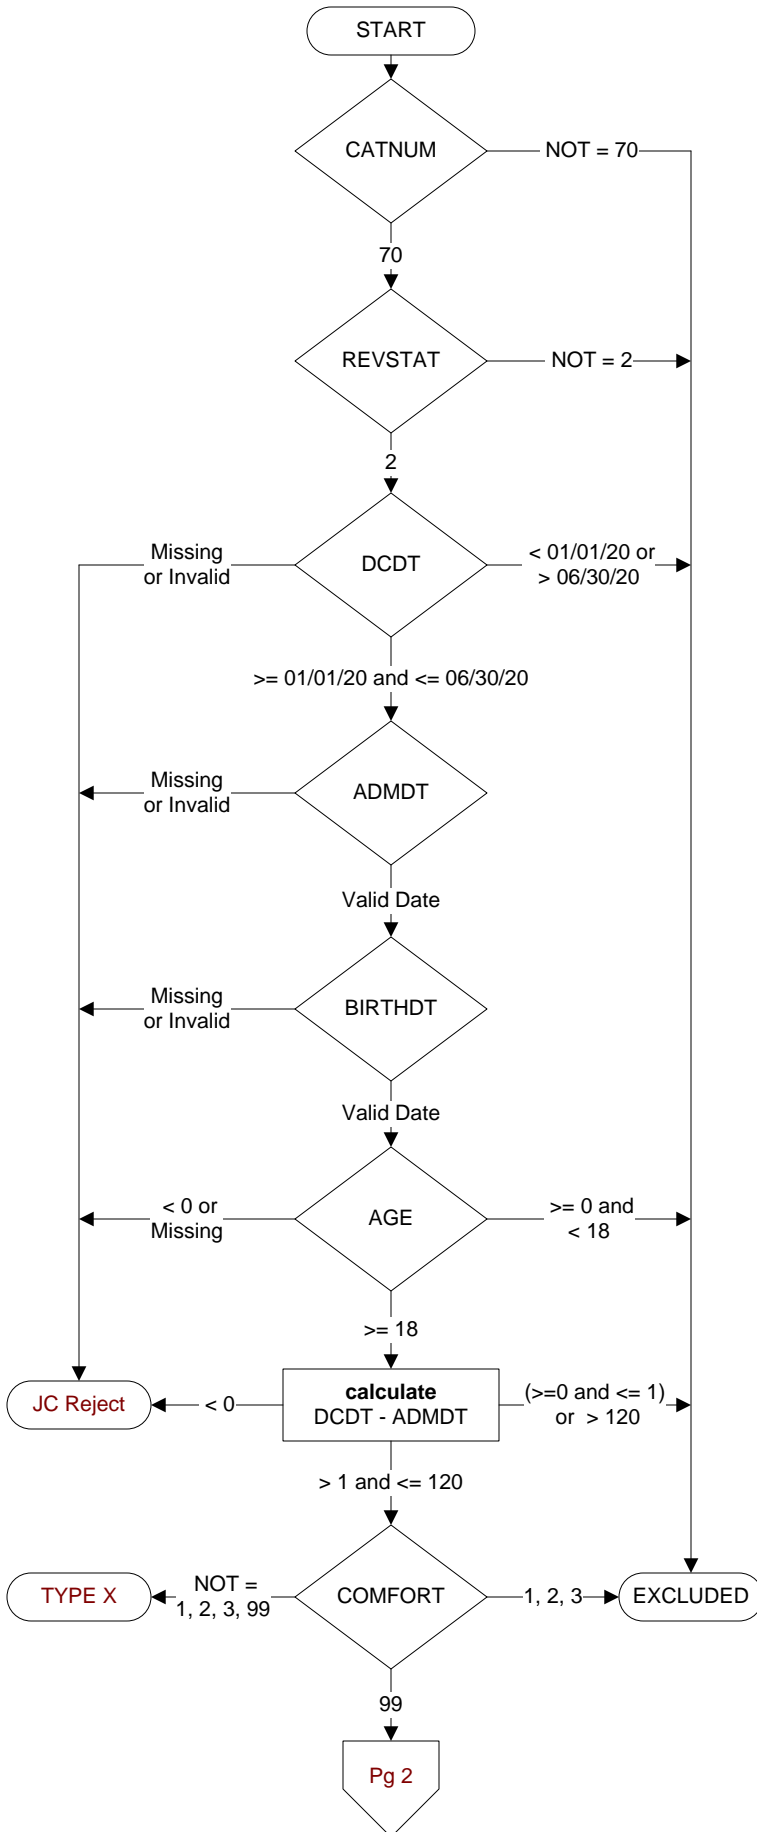 START
CATNUM
NOT = 70
70
REVSTAT
NOT = 2
2
Missing
or Invalid
DCDT
< 01/01/20 or
> 06/30/20
>= 01/01/20 and <= 06/30/20
Missing
or Invalid
ADMDT
Valid Date
Missing
or Invalid
BIRTHDT
Valid Date
< 0 or
Missing
AGE
>= 0 and
< 18
>= 18
JC Reject
< 0
calculate
DCDT - ADMDT
(>=0 and <= 1)
or > 120
> 1 and <= 120
TYPE X
NOT =
1, 2, 3, 99
COMFORT
1, 2, 3
EXCLUDED
99
Pg 2